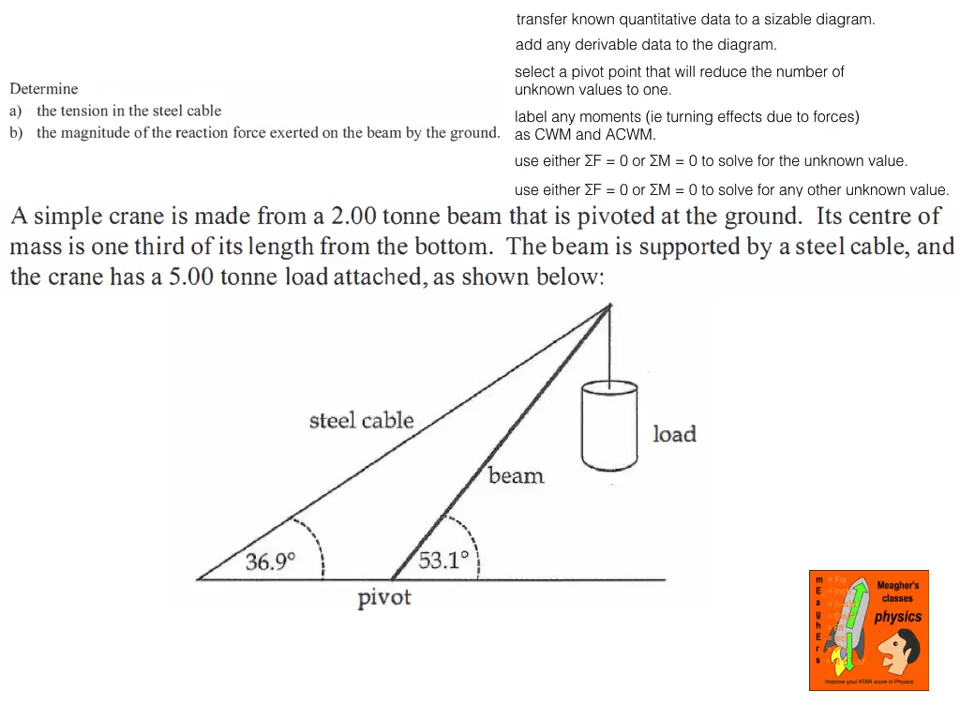 transfer known quantitative data to a sizable diagram.
add any derivable data to the diagram.
select a pivot point that will reduce the number of
unknown values to one.
label any moments (ie turning effects due to forces)
as CWM and ACWM.
use either ΣF = 0 or ΣM = 0 to solve for the unknown value.
use either ΣF = 0 or ΣM = 0 to solve for any other unknown value.
Determine
a) the tension in the steel cable
b) the magnitude of the reaction force exerted on the beam by the ground.
A simple crane is made from a 2.00 tonne beam that is pivoted at the ground. Its centre of
mass is one third of its length from the bottom. The beam is supported by a steel cable, and
the crane has a 5.00 tonne load attached, as shown below:
steel cable
load
beam
36.9°
53.1°
pivot
mEaghErs
Meagher's
classes
physics
Improve your ATAR score in Physics